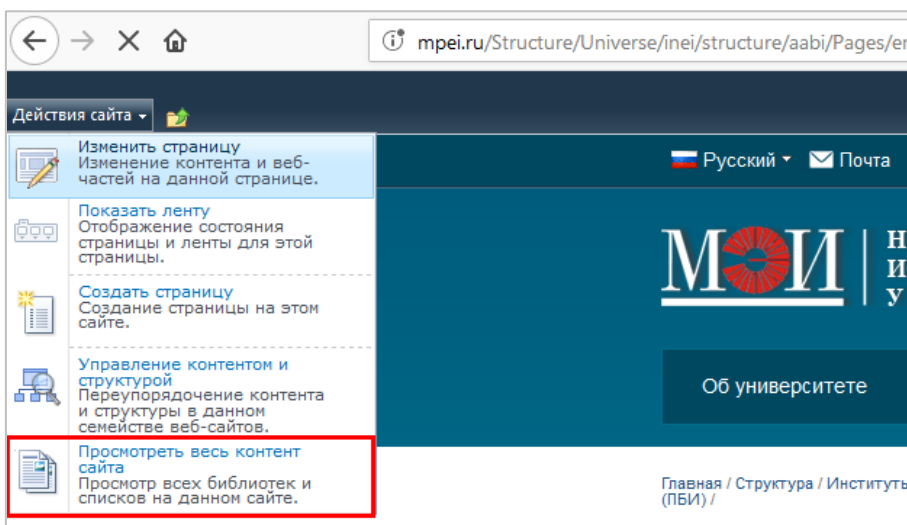 mpei.ru/Structure/Universe/inei/structure/aabi/Pages/er
Действия сайта
Изменить страницу
Изменение контента и веб-
частей на данной странице.
Показать ленту
Отображение состояния
страницы и ленты для этой
страницы.
Создать страницу
Создание страницы на этом
сайте.
Управление контентом и
структурой
Переупорядочение контента
и структуры в данном
семействе веб-сайтов.
Просмотреть весь контент
сайта
Просмотр всех библиотек и
списков на данном сайте.
Русский
Почта
МЭИ
Н
И
У
Об университете
Главная / Структура / Институты
(ПБИ) /